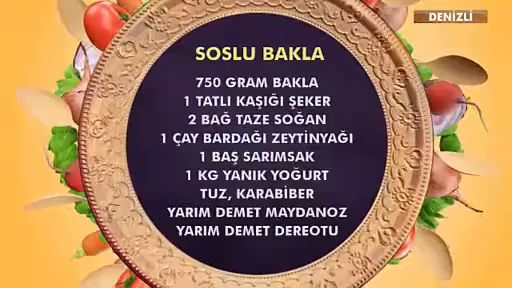 DENİZLİ
SOSLU BAKLA
750 GRAM BAKLA
1 TATLI KAŞIĞI ŞEKER
2 BAĞ TAZE SOĞAN
1 ÇAY BARDAĞI ZEYTİNYAĞI
1 BAŞ SARIMSAK
1 KG YANIK YOĞURT
TUZ, KARABİBER
YARIM DEMET MAYDANOZ
YARIM DEMET DEREOTU